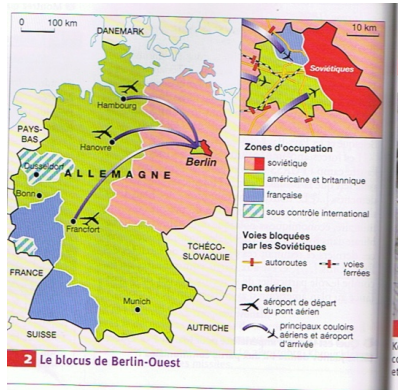 0 100 km
DANEMARK
Hambourg
PAYS-
BAS
Hanovre
Berlin
Dusseldorf
ALLEMAGNE
Bonn
Francfort
TCHÉCO-
SLOVAQUIE
FRANCE
Munich
SUISSE
AUTRICHE
10 km
Soviétiques
Zones d'occupation
soviétique
américaine et britannique
française
sous contrôle international
Voies bloquées
par les Soviétiques
autoroutes
voies
ferrées
Pont aérien
aéroport de départ
du pont aérien
principaux couloirs
aériens et aéroport
d'arrivée
2 Le blocus de Berlin-Ouest